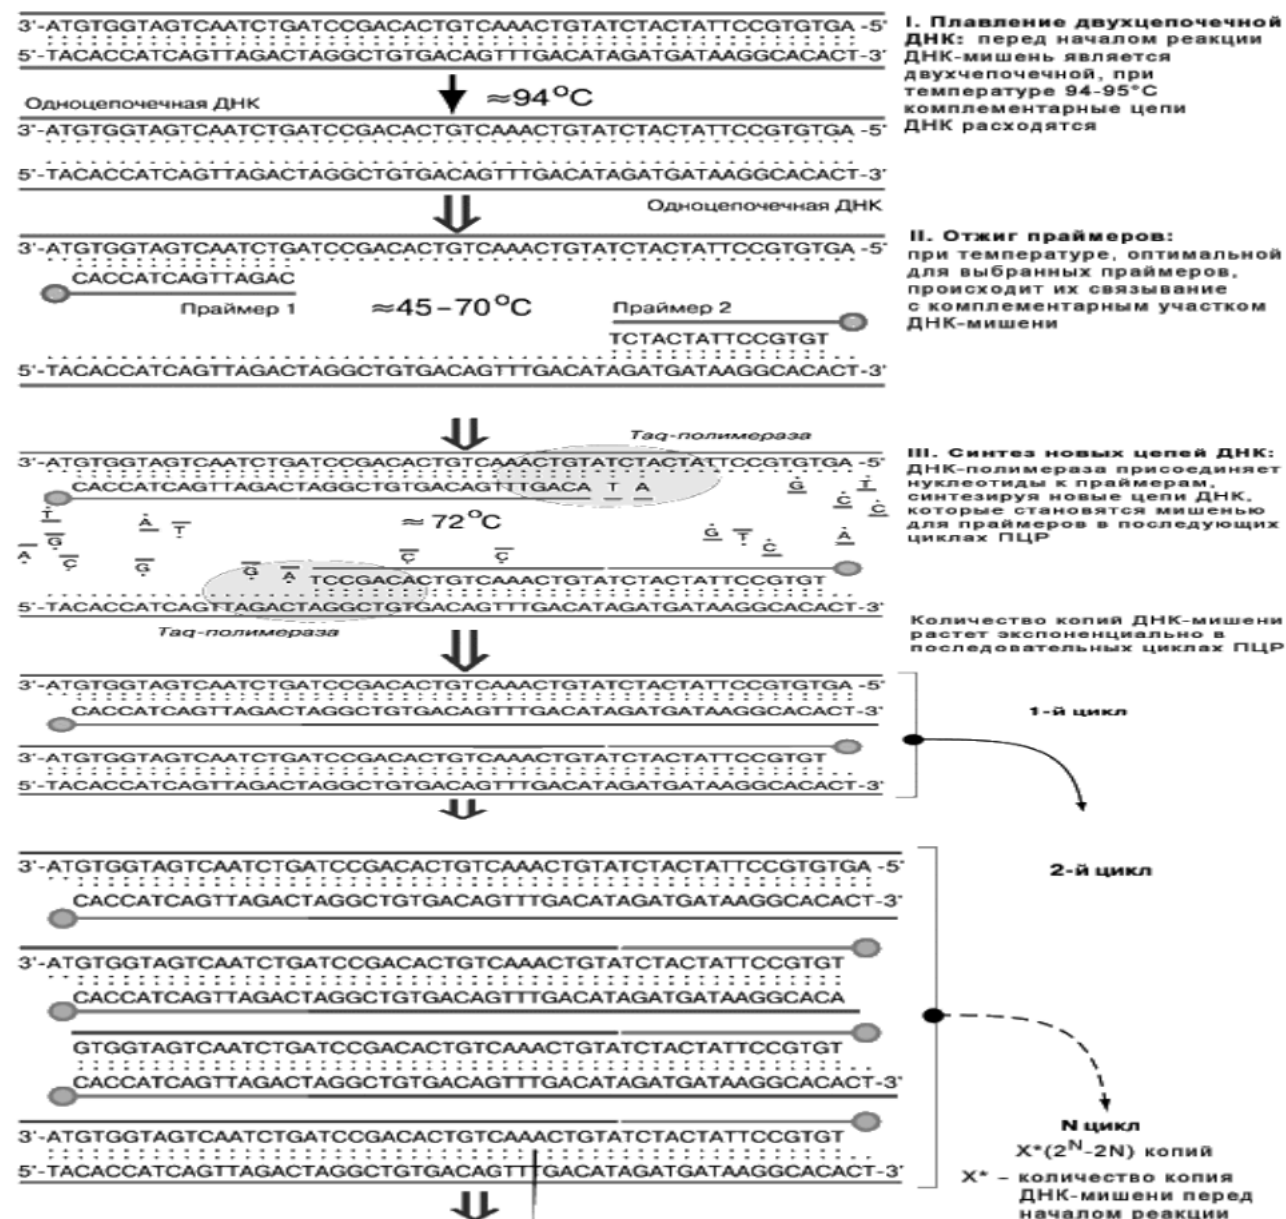 3'-ATGTGGTAGTCAATCTGATCCGACACTGTCAAACTGTATCTACTATTCCGTGTGA -5'
5'-TACACCATCAGTTAGACTAGGCTGTGACAGTTTGACATAGATGATAAGGCACACT-3'
I. Плавление двухцепочечной
ДНК: перед началом реакции
ДНК-мишень является
двухчепочечной, при
температуре 94-95°C
комплементарные цепи
ДНК расходятся
≈94°C
Одноцепочечная ДНК
3'-ATGTGGTAGTCAATCTGATCCGACACTGTCAAACTGTATCTACTATTCCGTGTGA -5'
5'-TACACCATCAGTTAGACTAGGCTGTGACAGTTTGACATAGATGATAAGGCACACT-3'
Одноцепочечная ДНК
3'-ATGTGGTAGTCAATCTGATCCGACACTGTCAAACTGTATCTACTATTCCGTGTGA -5'
CACCATCAGTTAGAC
Праймер 1
≈45-70°C
Праймер 2
TCTACTATTCCGTGT
5'-TACACCATCAGTTAGACTAGGCTGTGACAGTTTGACATAGATGATAAGGCACACT-3'
II. Отжиг праймеров:
при температуре, оптимальной
для выбранных праймеров,
происходит их связывание
с комплементарным участком
ДНК-мишени
Taq-полимераза
3'-ATGTGGTAGTCAATCTGATCCGACACTGTCAAACTGTATCTACTATTCCGTGTGA -5'
CACCATCAGTTAGACTAGGCTGTGACAGTTTGACA T A
G C T C
T G A C A T G
≈ 72°C
G T C A
G A C C
TCCGACACTGTCAAACTGTATCTACTATTCCGTGT
5'-TACACCATCAGTTAGACTAGGCTGTGACAGTTTGACATAGATGATAAGGCACACT-3'
Taq-полимераза
III. Синтез новых цепей ДНК:
ДНК-полимераза присоединяет
нуклеотиды к праймерам,
синтезируя новые цепи ДНК,
которые становятся мишенью
для праймеров в последующих
циклах ПЦР
Количество копий ДНК-мишени
растет экспоненциально в
последовательных циклах ПЦР
3'-ATGTGGTAGTCAATCTGATCCGACACTGTCAAACTGTATCTACTATTCCGTGTGA -5'
CACCATCAGTTAGACTAGGCTGTGACAGTTTGACATAGATGATAAGGCACACT-3'
1-й цикл
3'-ATGTGGTAGTCAATCTGATCCGACACTGTCAAACTGTATCTACTATTCCGTGT
5'-TACACCATCAGTTAGACTAGGCTGTGACAGTTTGACATAGATGATAAGGCACACT-3'
3'-ATGTGGTAGTCAATCTGATCCGACACTGTCAAACTGTATCTACTATTCCGTGTGA -5'
CACCATCAGTTAGACTAGGCTGTGACAGTTTGACATAGATGATAAGGCACACT-3'
2-й цикл
3'-ATGTGGTAGTCAATCTGATCCGACACTGTCAAACTGTATCTACTATTCCGTGT
CACCATCAGTTAGACTAGGCTGTGACAGTTTGACATAGATGATAAGGCACA
GTGGTAGTCAATCTGATCCGACACTGTCAAACTGTATCTACTATTCCGTGT
CACCATCAGTTAGACTAGGCTGTGACAGTTTGACATAGATGATAAGGCACACT-3'
3'-ATGTGGTAGTCAATCTGATCCGACACTGTCAAACTGTATCTACTATTCCGTGT
5'-TACACCATCAGTTAGACTAGGCTGTGACAGTTTGACATAGATGATAAGGCACACT-3'
N цикл
X*(2^N-2N) копий
X* – количество копия
ДНК-мишени перед
началом реакции